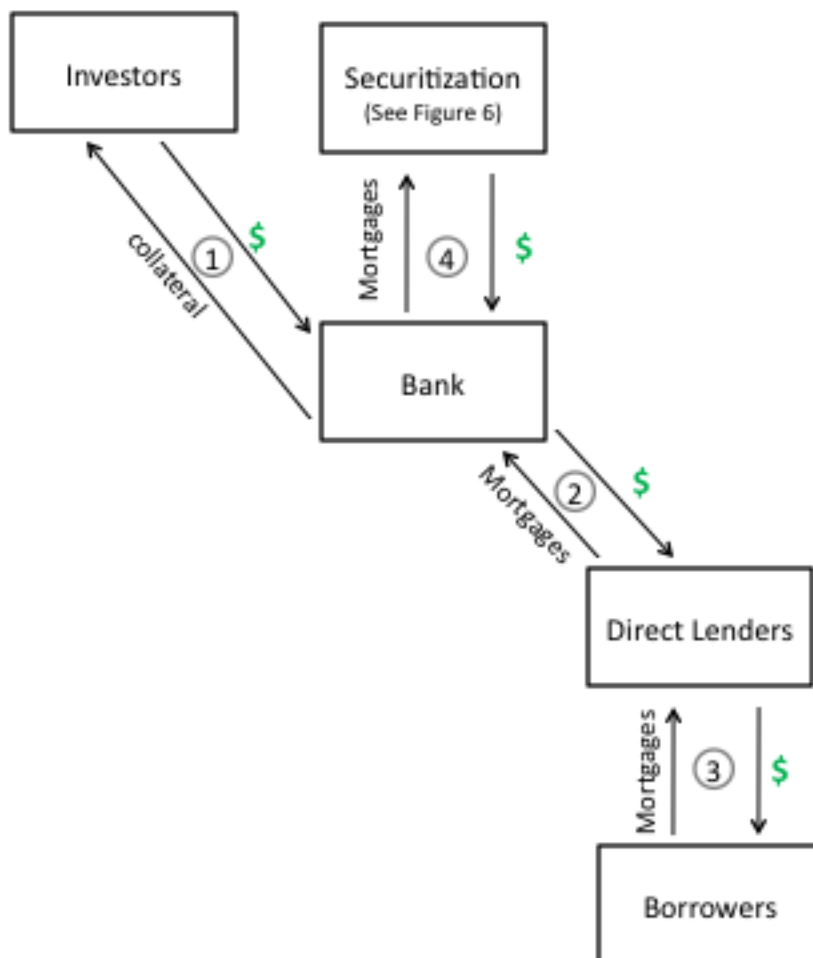 Investors
Securitization
(See Figure 6)
collateral
1
$
Mortgages
4
$
Bank
Mortgages
2
$
Direct Lenders
Mortgages
3
$
Borrowers